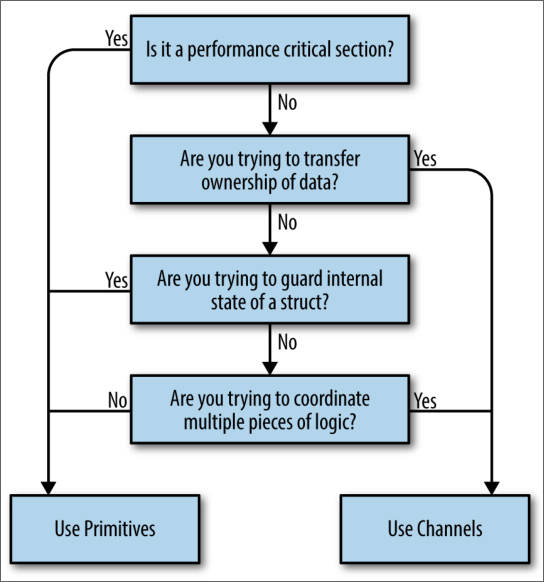 Yes
Is it a performance critical section?
No
Are you trying to transfer
ownership of data?
Yes
No
Yes
Are you trying to guard internal
state of a struct?
No
No
Are you trying to coordinate
multiple pieces of logic?
Yes
Use Primitives
Use Channels